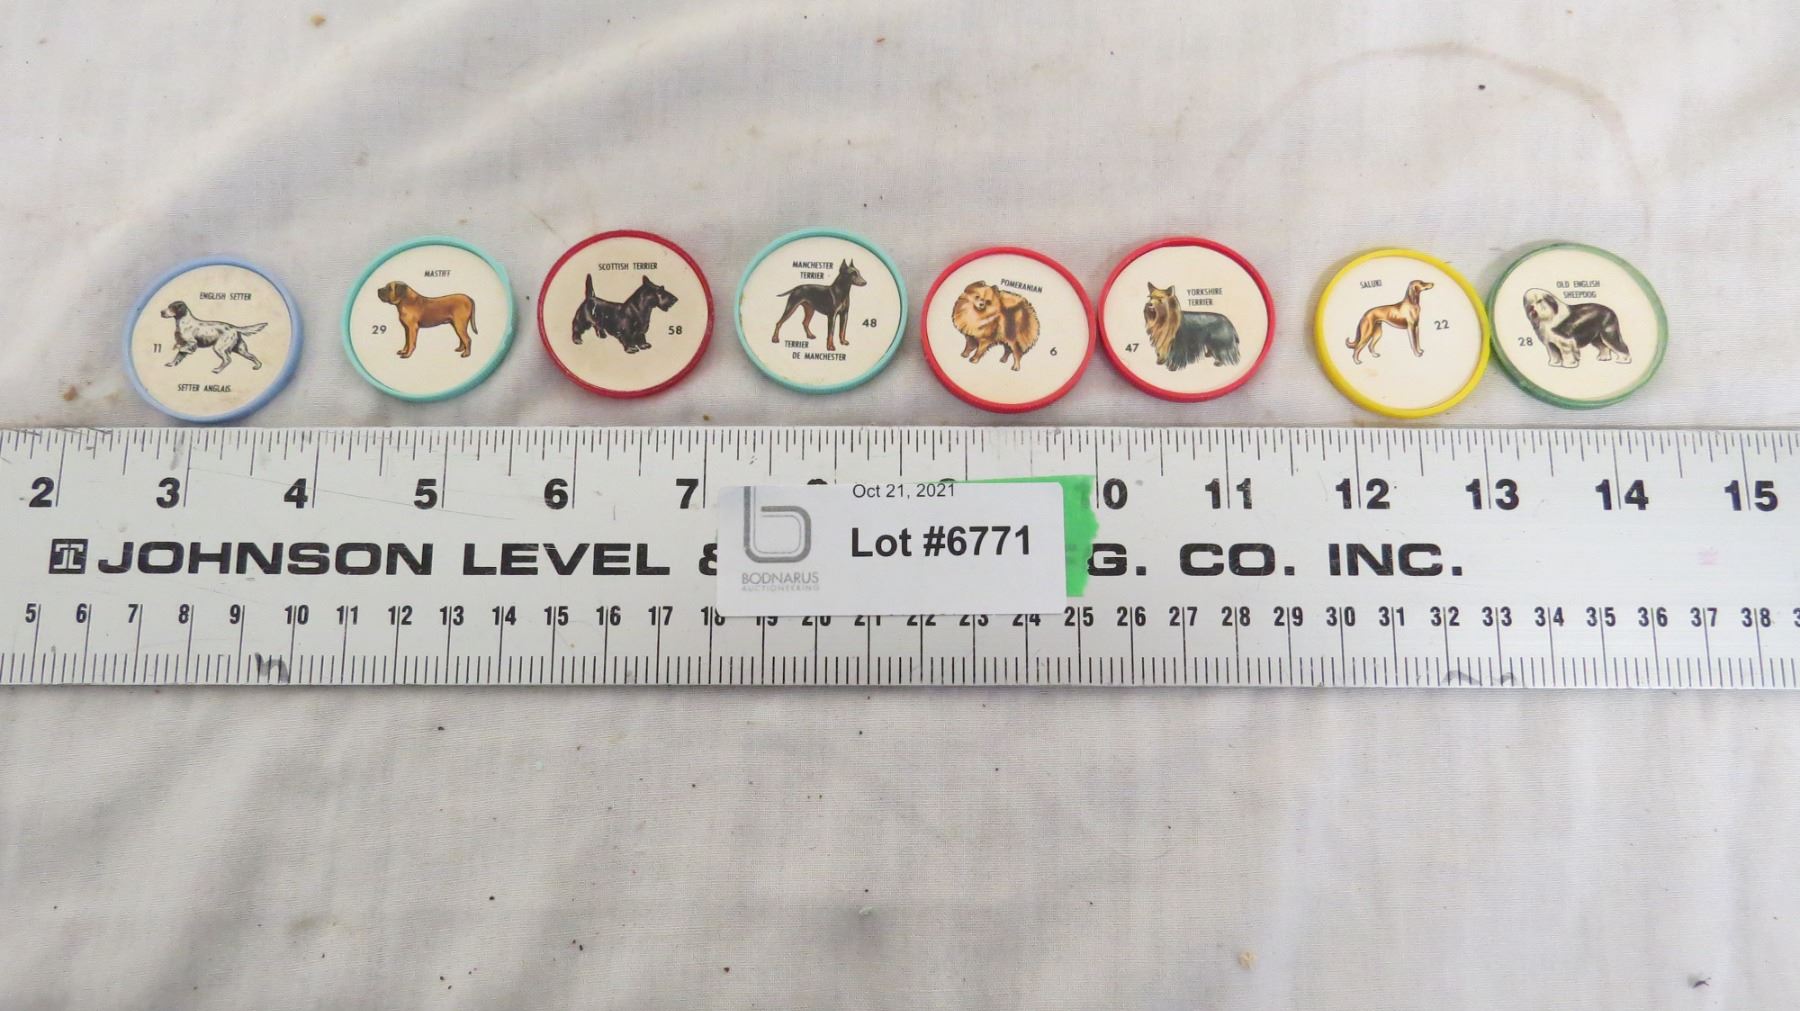 ENGLISH SETTER
11
SETTER ANGLAIS
MASTIFF
29
SCOTTISH TERRIER
58
MANCHESTER
TERRIER
48
TERRIER
DE MANCHESTER
POMERANIAN
6
YORKSHIRE
TERRIER
47
SALUKI
22
OLD ENGLISH
SHEEPDOG
28
2 3 4 5 6 7 0 11 12 13 14 15
JOHNSON LEVEL & G. CO. INC.
Oct 21, 2021
Lot #6771
BODNARUS
AUCTIONEERING
5 6 7 8 9 10 11 12 13 14 15 16 17 18 19 20 21 22 23 24 25 26 27 28 29 30 31 32 33 34 35 36 37 38